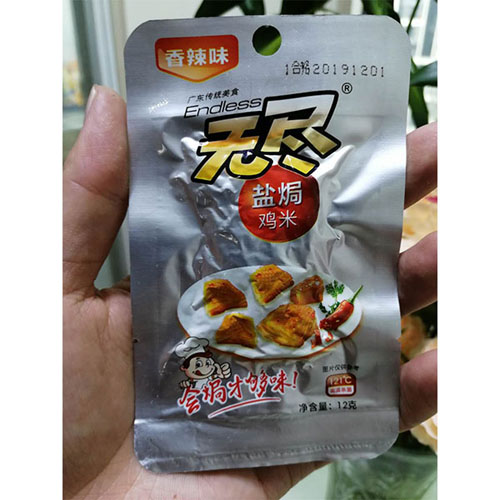 香辣味
1合格20191201
广东传统美食
Endless
无尽®
盐焗
鸡米
图片仅供参考
121℃
会焗才够味!
净含量:12克